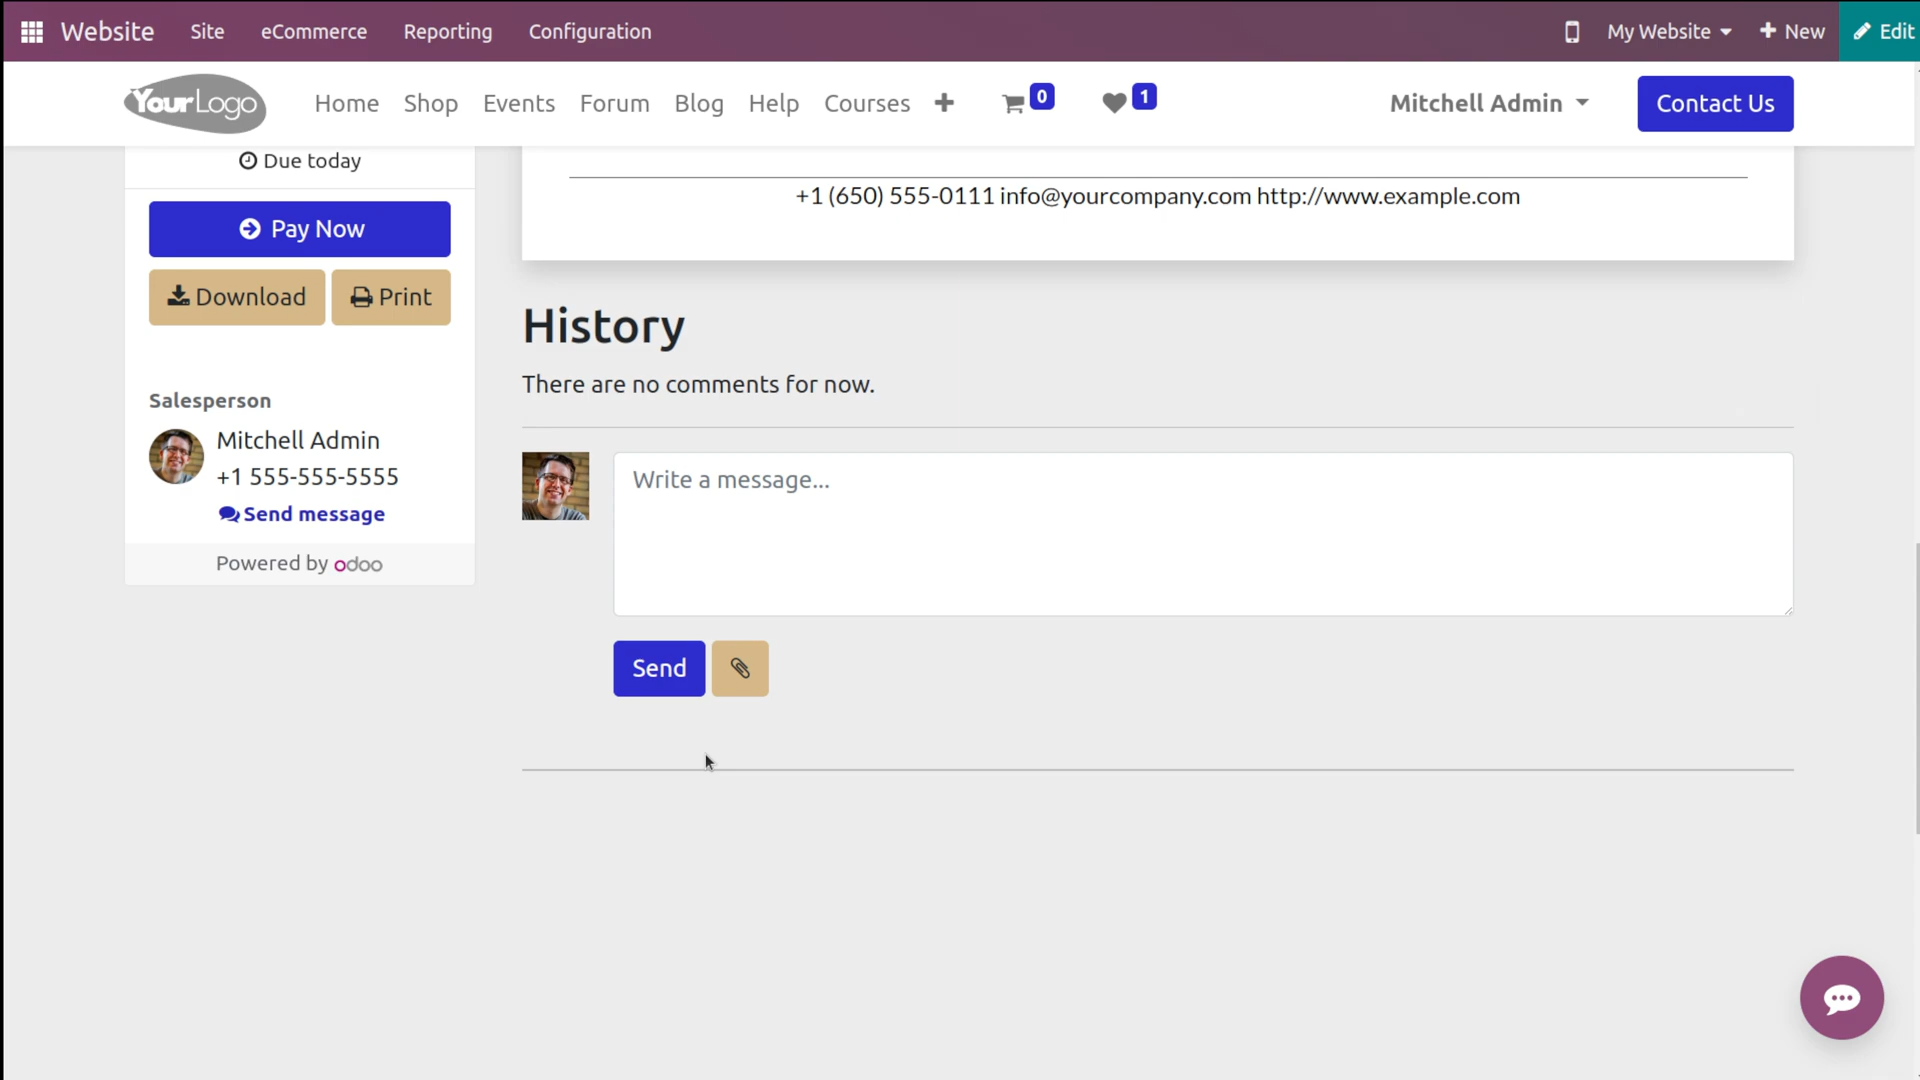 Website Site eCommerce Reporting Configuration My Website New Edit
YourLogo Home Shop Events Forum Blog Help Courses 0 1 Mitchell Admin Contact Us
Due today
Pay Now
Download Print
Salesperson
Mitchell Admin
+1 555-555-5555
Send message
Powered by odoo
+1 (650) 555-0111 info@yourcompany.com http://www.example.com
History
There are no comments for now.
Write a message...
Send